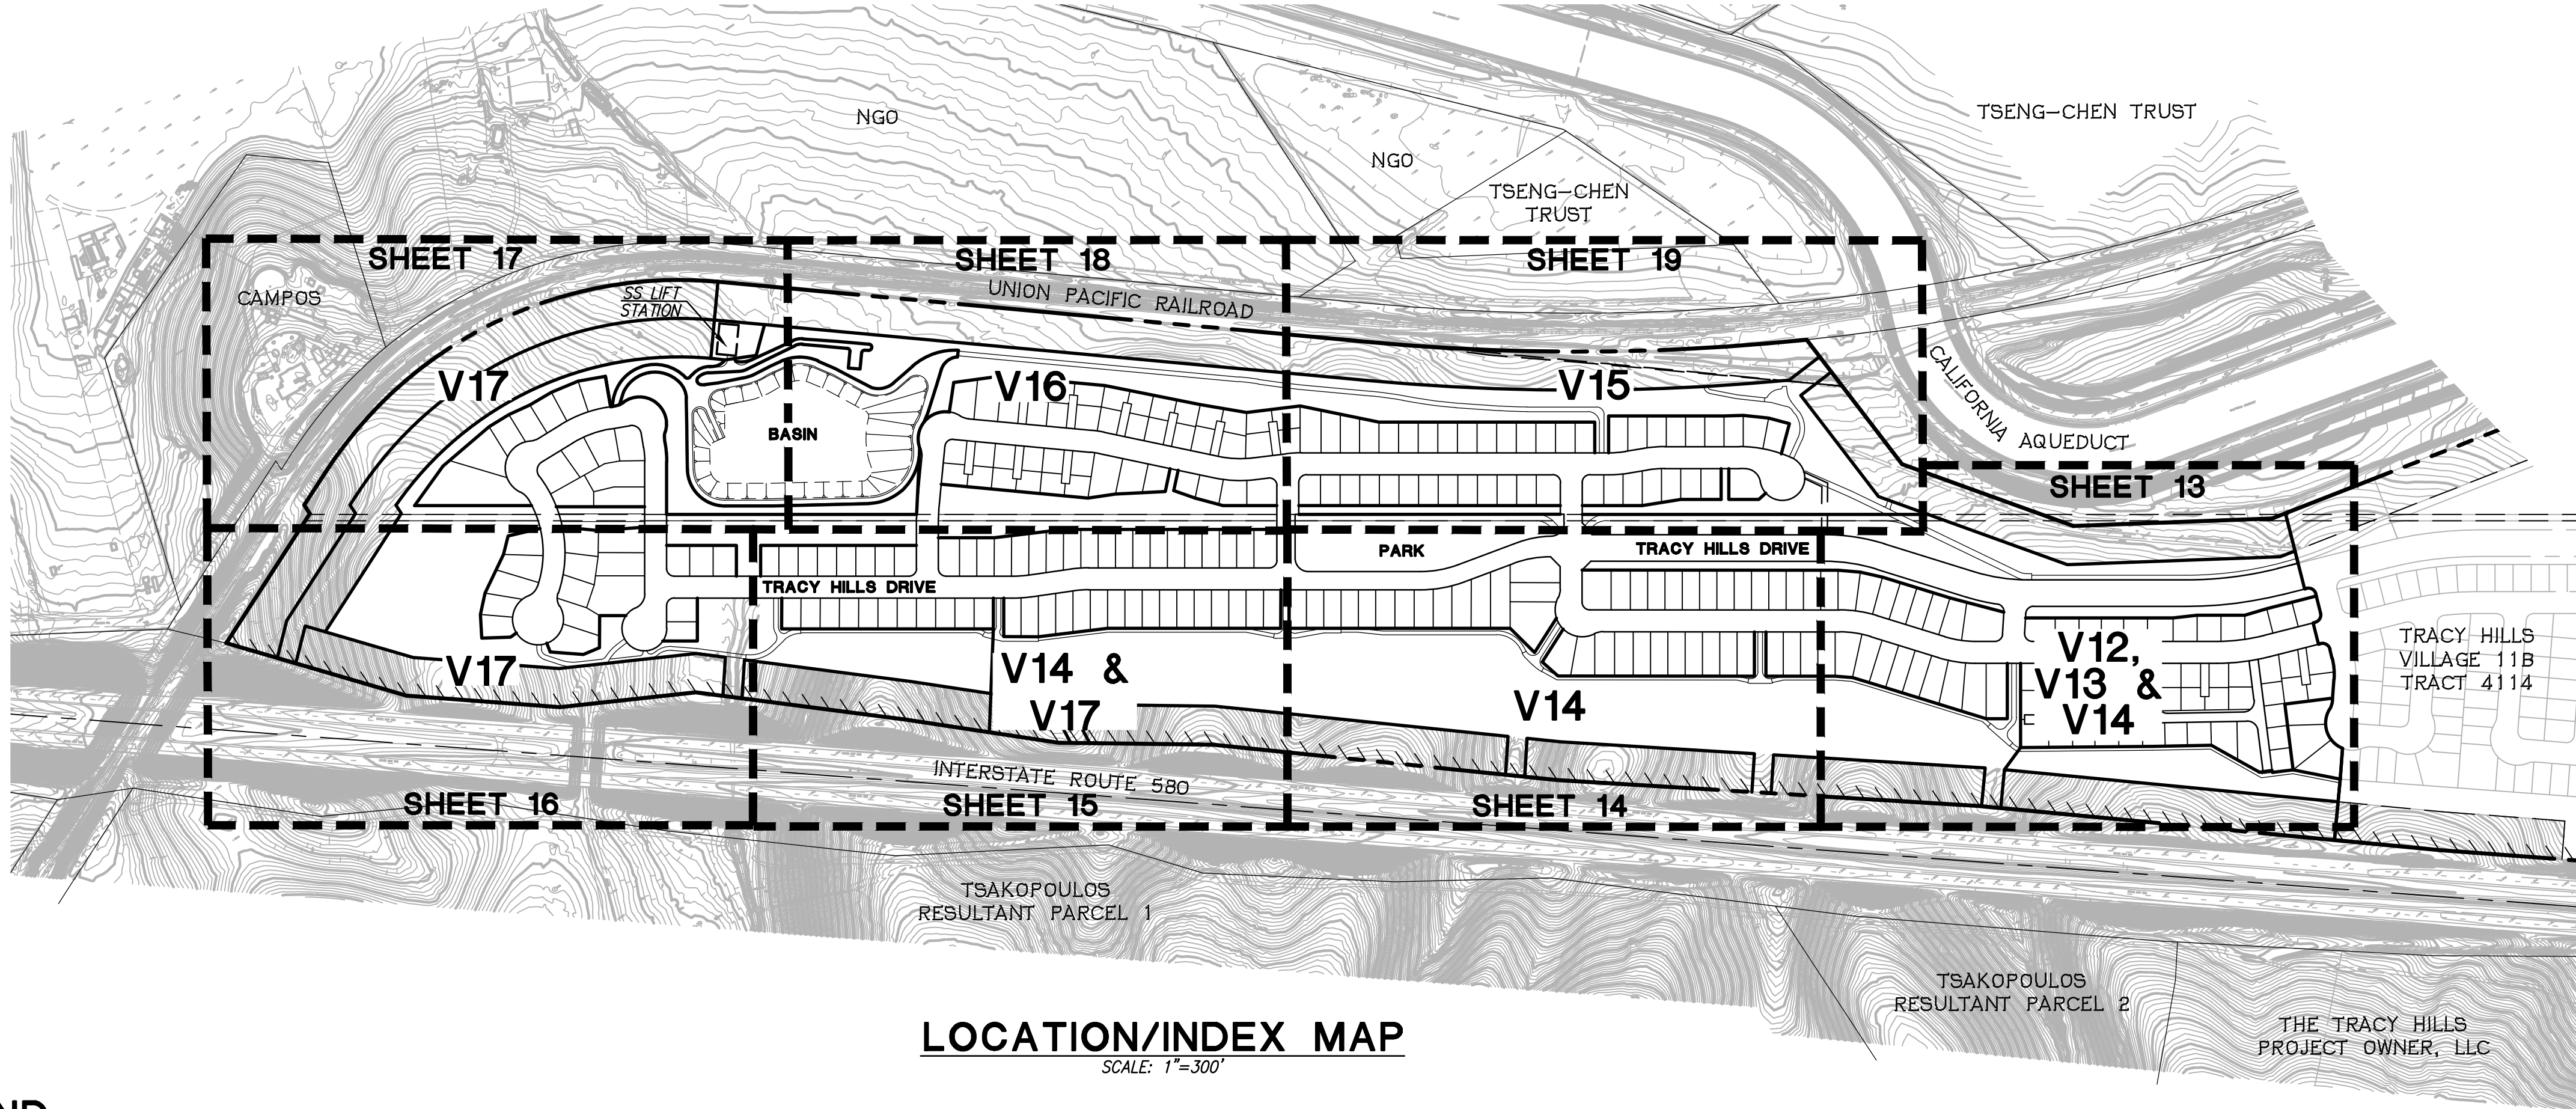 TSENG-CHEN TRUST
NGO
NGO
TSENG-CHEN
TRUST
SHEET 17
SHEET 18
SHEET 19
CAMPOS
SS LIFT
STATION
UNION PACIFIC RAILROAD
CALIFORNIA AQUEDUCT
V17
V16
V15
BASIN
SHEET 13
PARK
TRACY HILLS DRIVE
TRACY HILLS DRIVE
TRACY HILLS
VILLAGE 11B
TRACT 4114
V17
V14 &
V17
V14
V12,
V13 &
V14
INTERSTATE ROUTE 580
SHEET 16
SHEET 15
SHEET 14
TSAKOPOULOS
RESULTANT PARCEL 1
TSAKOPOULOS
RESULTANT PARCEL 2
THE TRACY HILLS
PROJECT OWNER, LLC
LOCATION/INDEX MAP
SCALE: 1"=300'